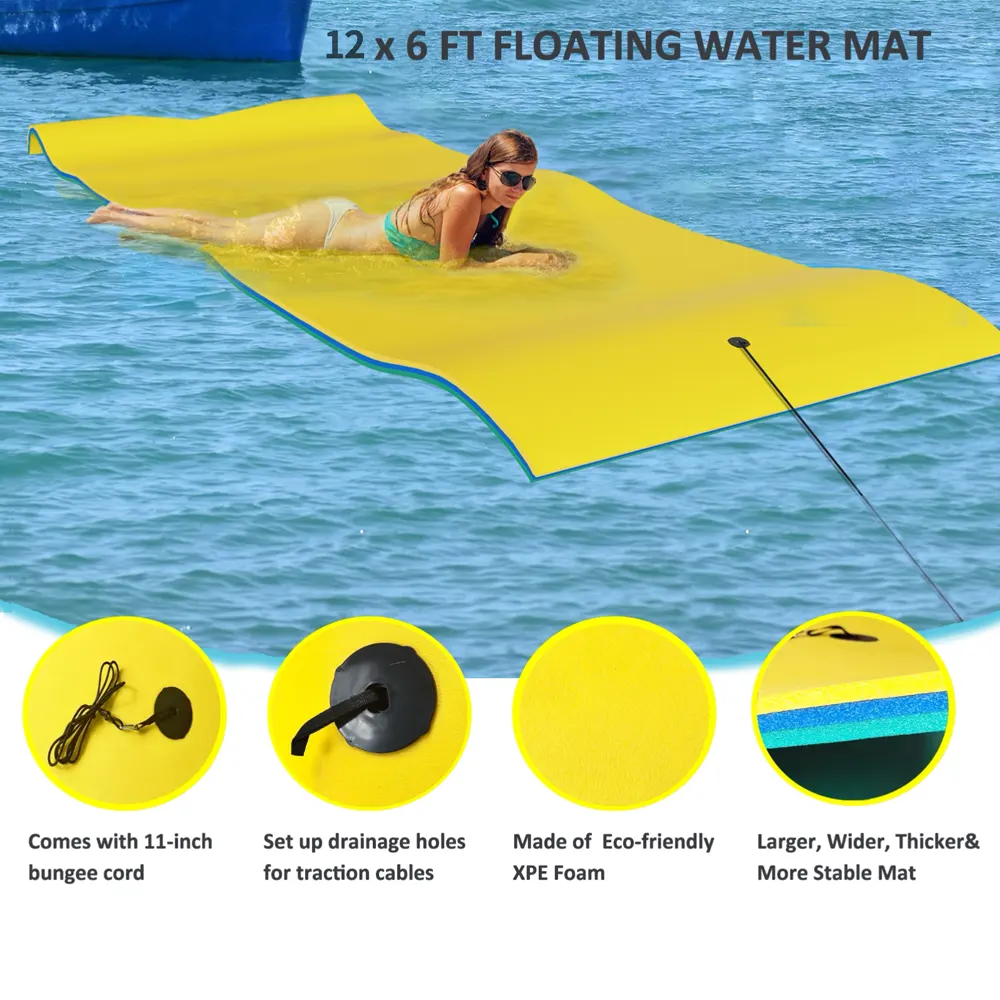 12 x 6 FT FLOATING WATER MAT
Comes with 11-inch
bungee cord
Set up drainage holes
for traction cables
Made of Eco-friendly
XPE Foam
Larger, Wider, Thicker&
More Stable Mat